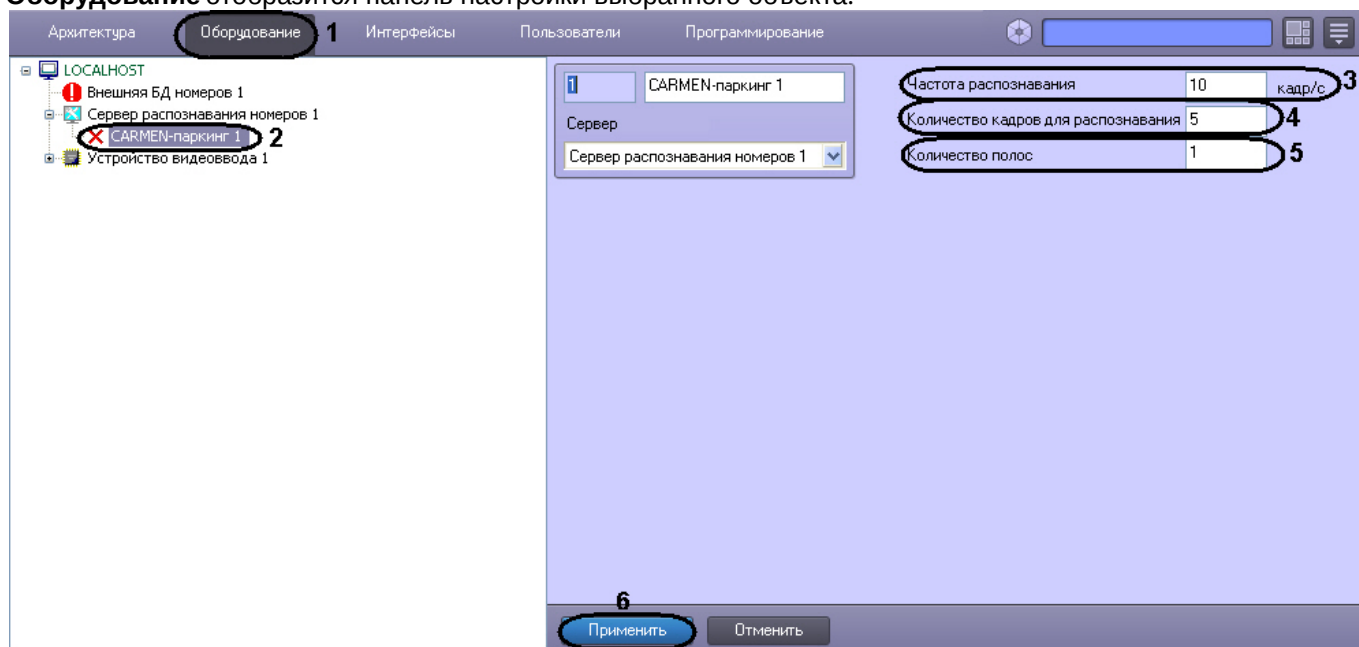 Оборудование отобразится панель настройки выбранного объекта.
Архитектура Оборудование 1 Интерфейсы Пользователи Программирование
LOCALHOST
Внешняя БД номеров 1
Сервер распознавания номеров 1
CARMEN-паркинг 1 2
Устройство видеоввода 1
1 CARMEN-паркинг 1
Сервер
Сервер распознавания номеров 1
Частота распознавания 10 кадр/с 3
Количество кадров для распознавания 5 4
Количество полос 1 5
6
Применить Отменить